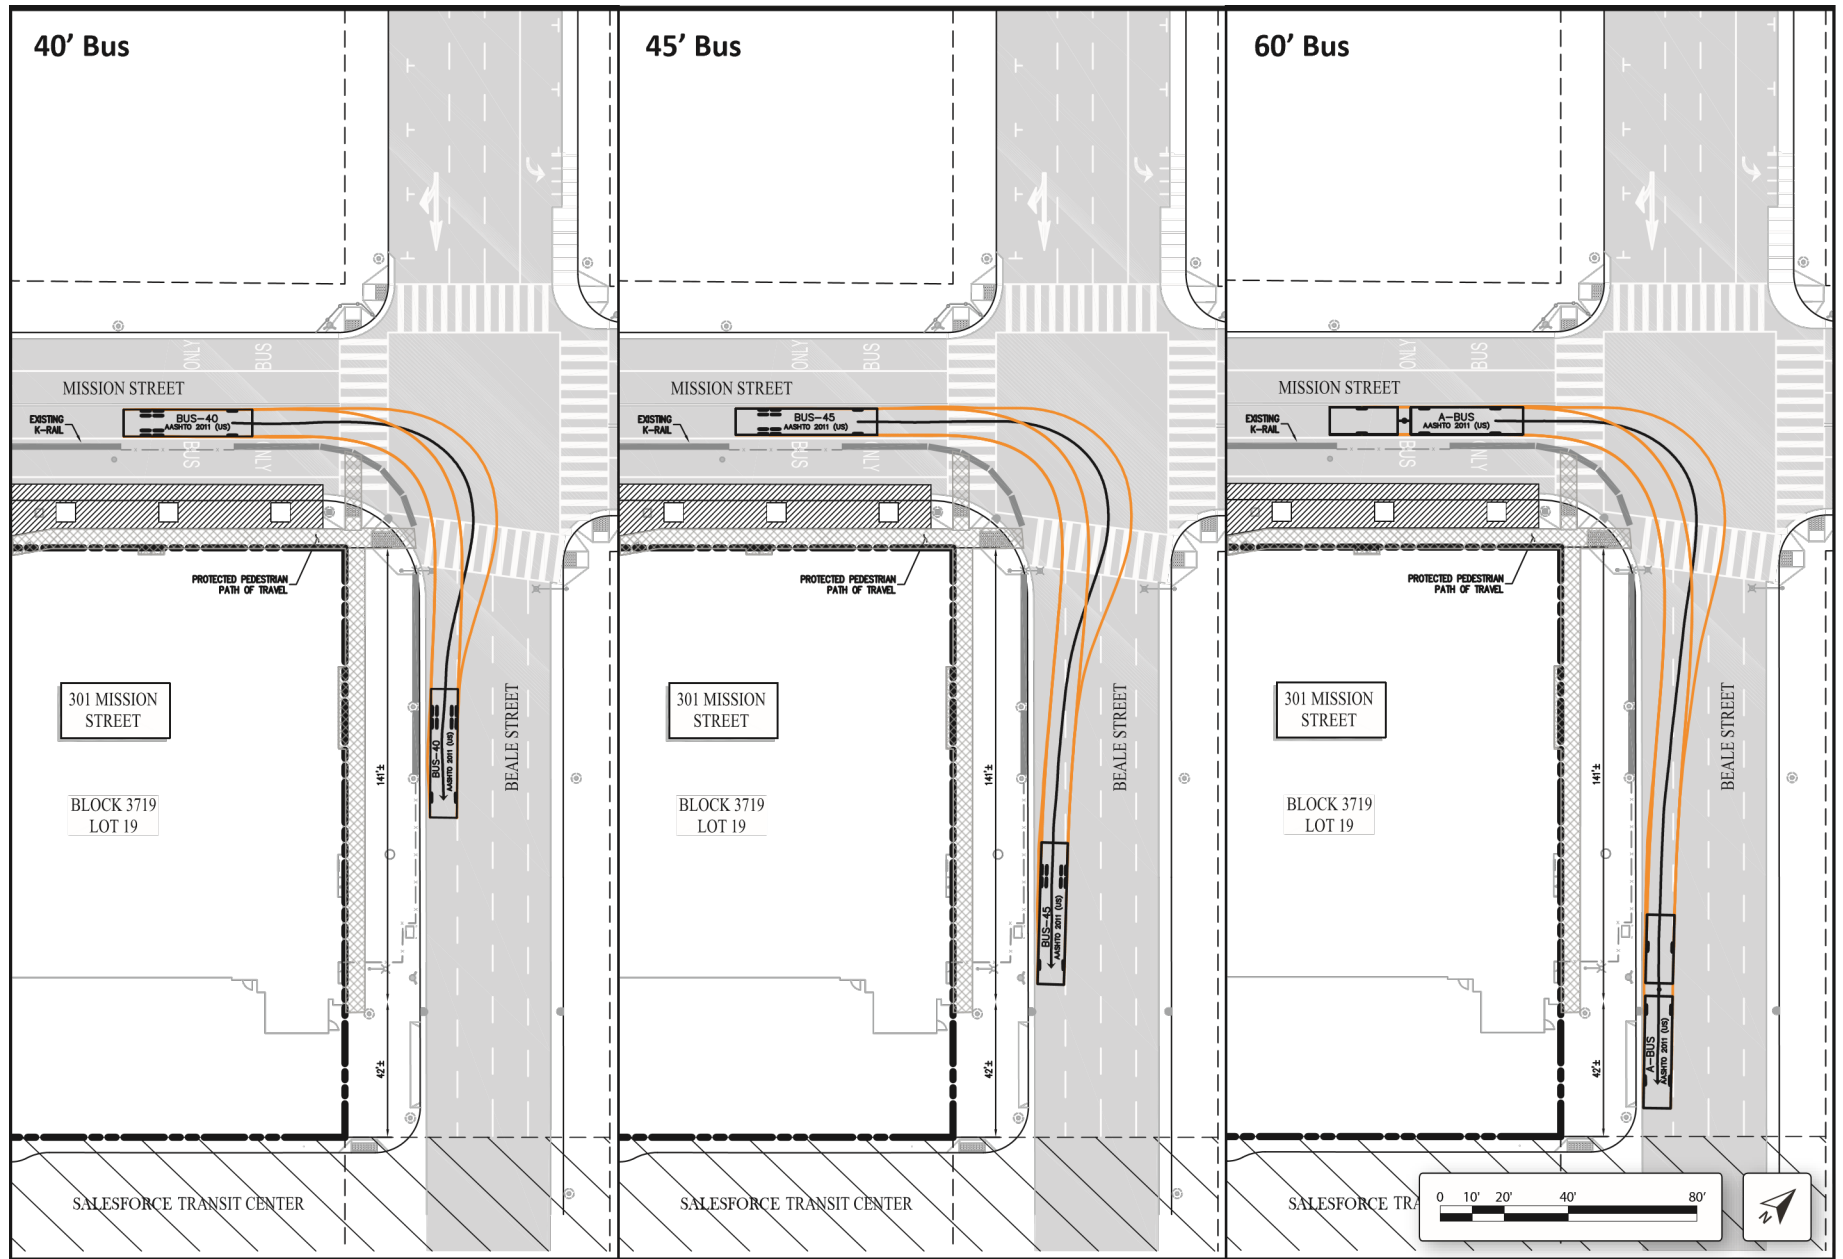 40’ Bus
ONLY
BUS
MISSION STREET
EXISTING
K-RAIL
BUS-40
AASHTO 2011 (US)
BUS
ONLY
PROTECTED PEDESTRIAN
PATH OF TRAVEL
301 MISSION
STREET
BEALE STREET
BUS-40
AASHTO 2011 (US)
141'±
BLOCK 3719
LOT 19
42'±
SALESFORCE TRANSIT CENTER
45’ Bus
ONLY
BUS
MISSION STREET
EXISTING
K-RAIL
BUS-45
AASHTO 2011 (US)
BUS
ONLY
PROTECTED PEDESTRIAN
PATH OF TRAVEL
301 MISSION
STREET
BEALE STREET
141'±
BLOCK 3719
LOT 19
BUS-45
AASHTO 2011 (US)
42'±
SALESFORCE TRANSIT CENTER
60’ Bus
ONLY
BUS
MISSION STREET
EXISTING
K-RAIL
A-BUS
AASHTO 2011 (US)
BUS
ONLY
PROTECTED PEDESTRIAN
PATH OF TRAVEL
301 MISSION
STREET
BEALE STREET
141'±
BLOCK 3719
LOT 19
A-BUS
AASHTO 2011 (US)
42'±
SALESFORCE TRA
0 10' 20' 40' 80'
N